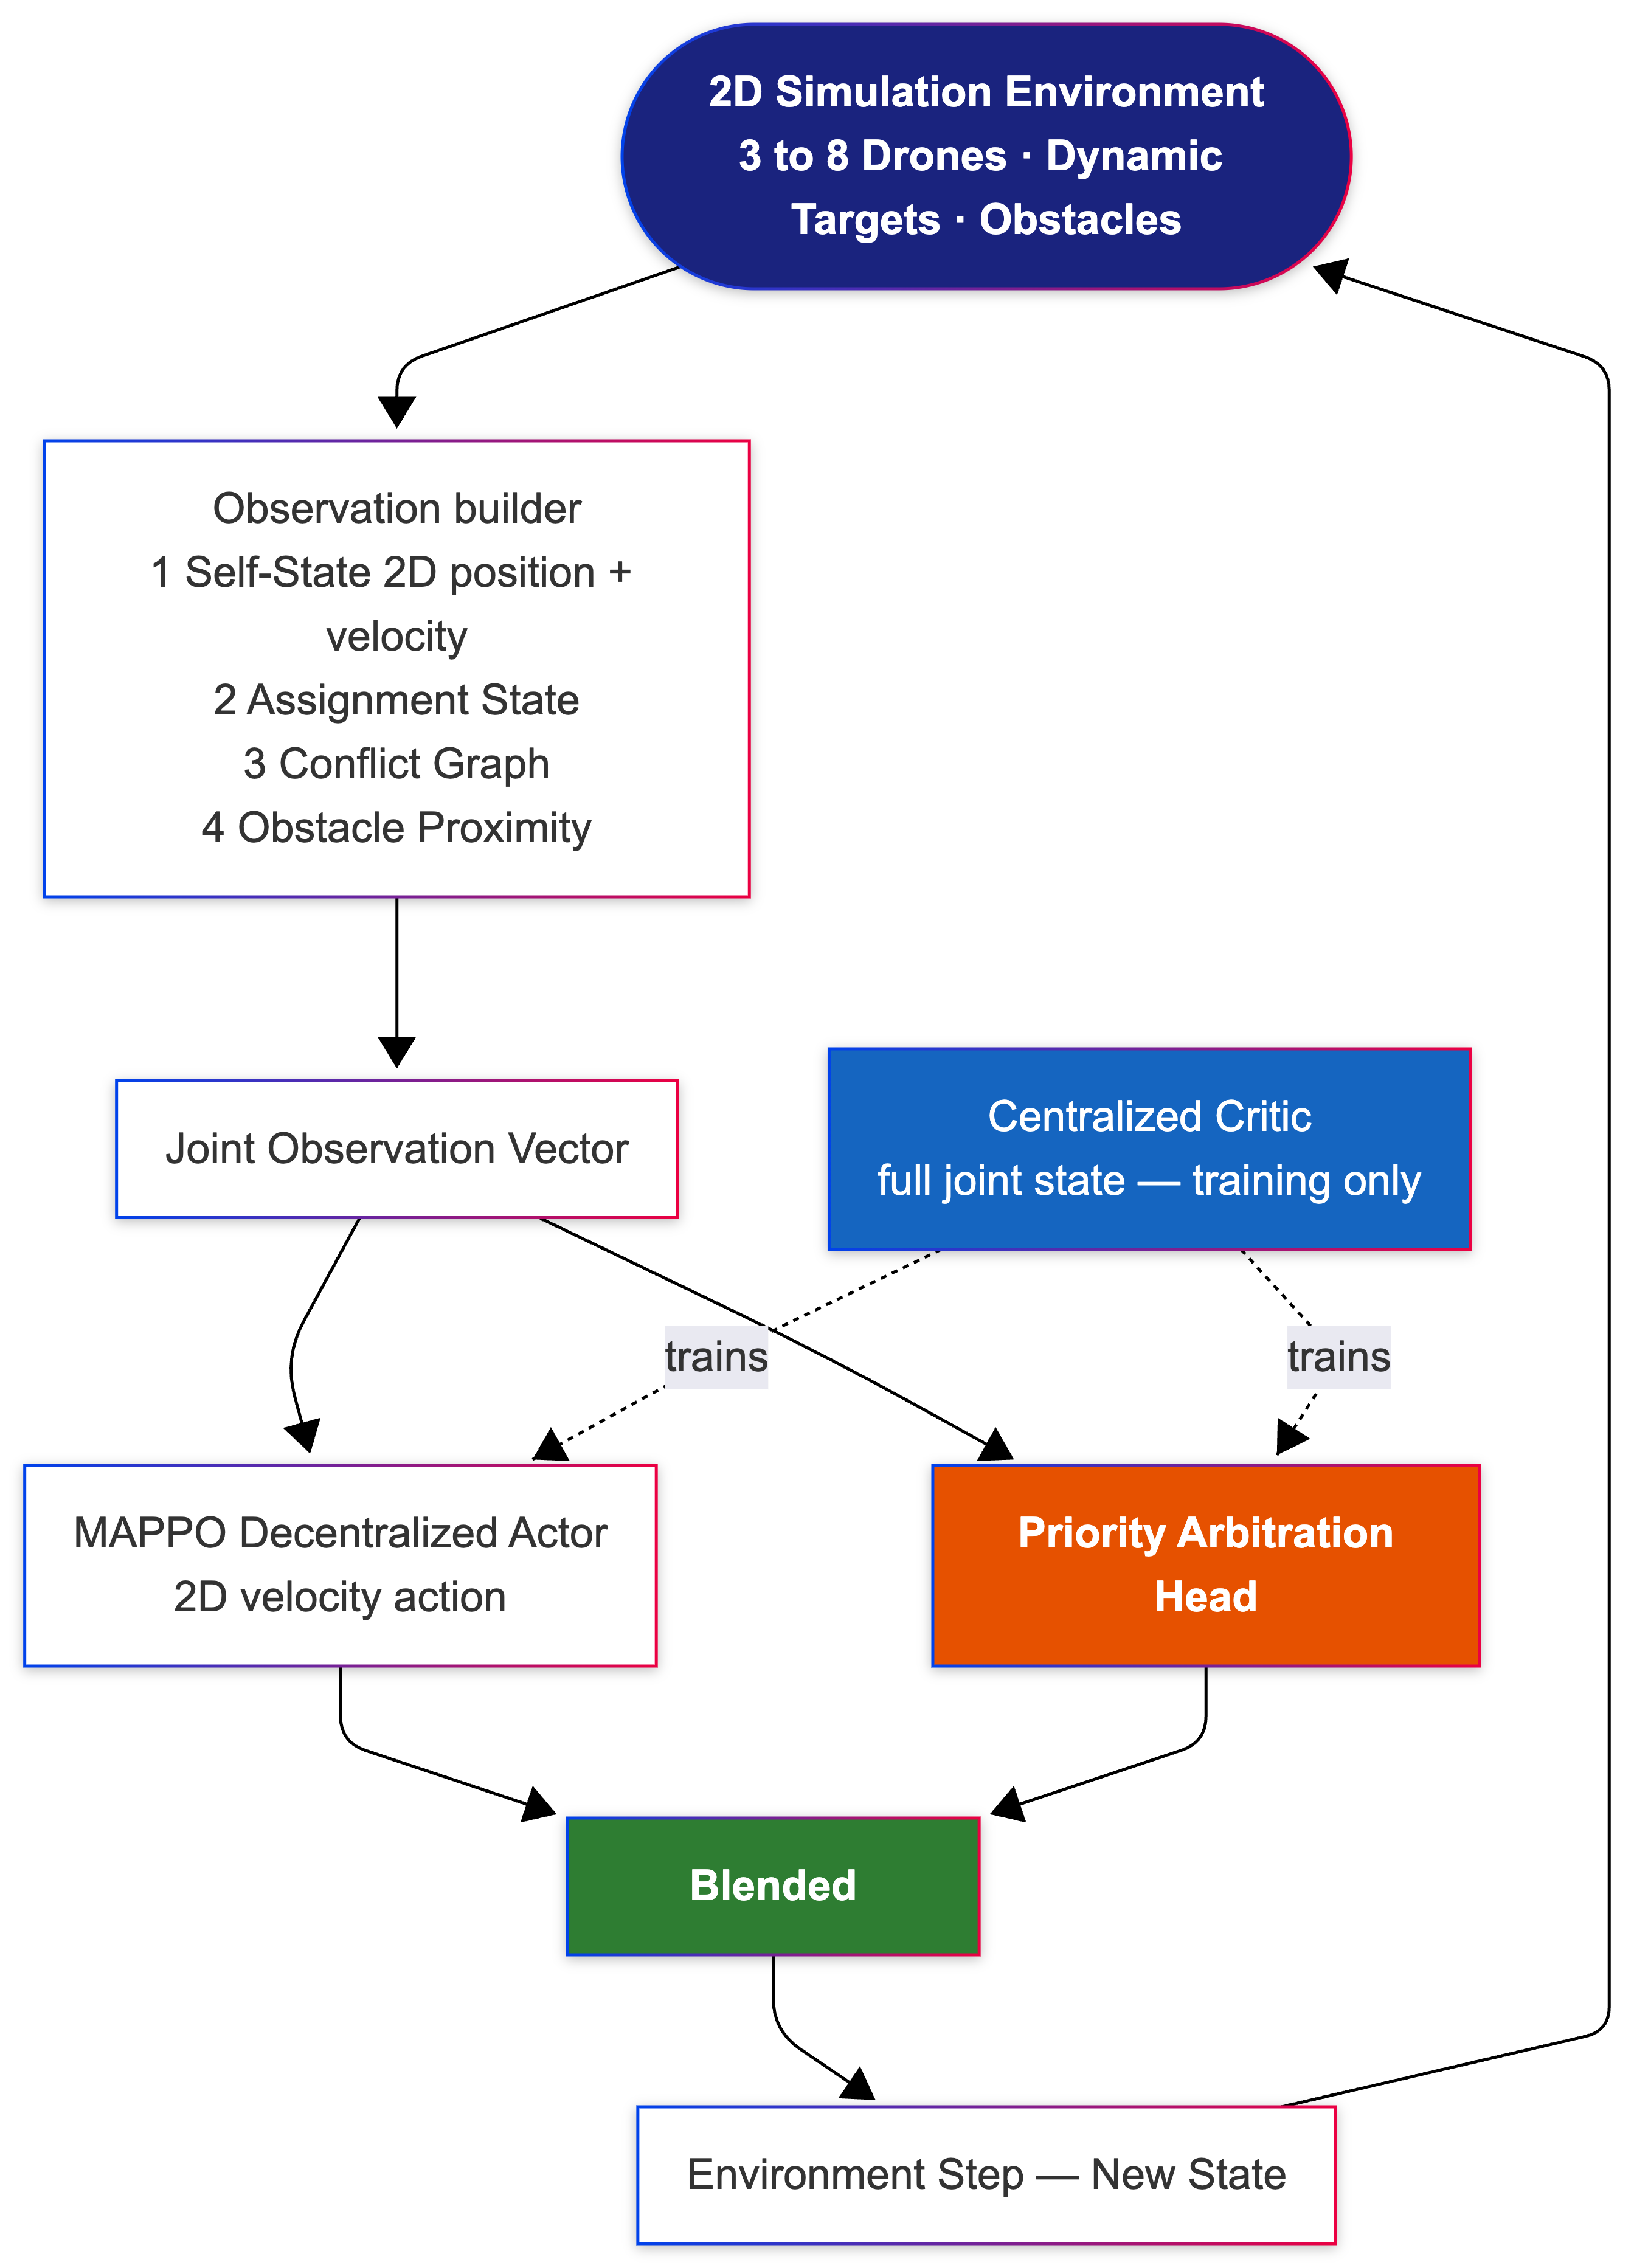 2D Simulation Environment
3 to 8 Drones · Dynamic
Targets · Obstacles
Observation builder
1 Self-State 2D position +
velocity
2 Assignment State
3 Conflict Graph
4 Obstacle Proximity
Joint Observation Vector
Centralized Critic
full joint state — training only
trains
trains
MAPPO Decentralized Actor
2D velocity action
Priority Arbitration
Head
Blended
Environment Step — New State